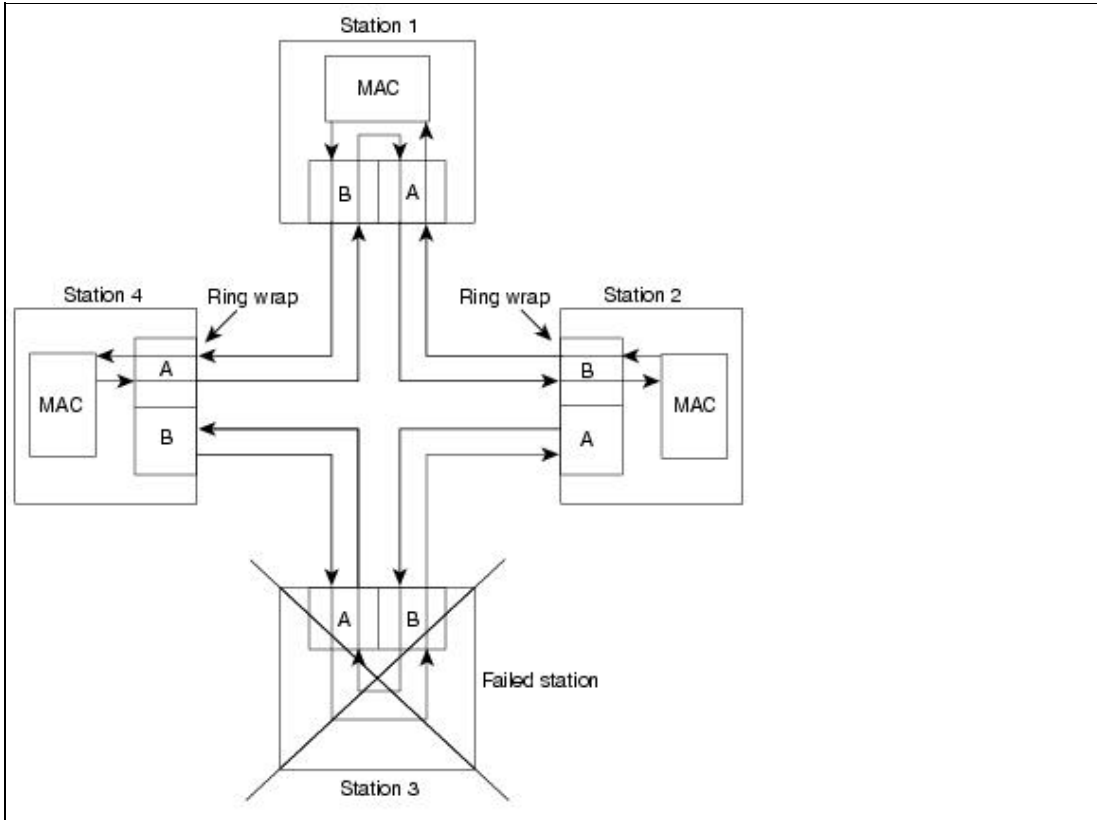 Station 1
MAC
B
A
Station 4
Ring wrap
Ring wrap
Station 2
A
MAC
B
B
MAC
A
A
B
Failed station
Station 3